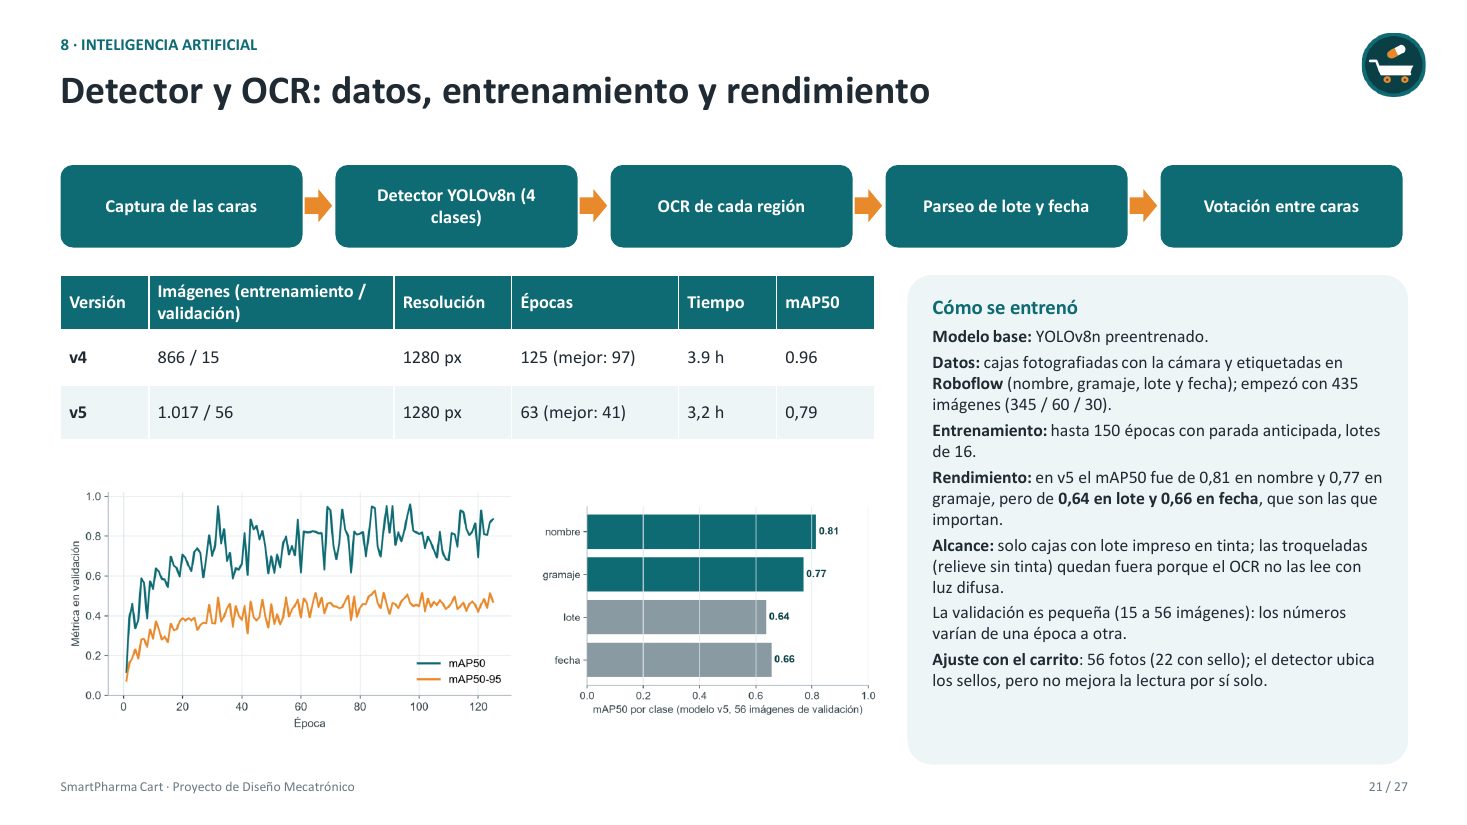 8 · INTELIGENCIA ARTIFICIAL
Detector y OCR: datos, entrenamiento y rendimiento
Captura de las caras
Detector YOLOv8n (4
clases)
OCR de cada región
Parseo de lote y fecha
Votación entre caras
Versión
Imágenes (entrenamiento /
validación)
Resolución
Épocas
Tiempo
mAP50
v4
866 / 15
1280 px
125 (mejor: 97)
3.9 h
0.96
v5
1.017 / 56
1280 px
63 (mejor: 41)
3,2 h
0,79
Métrica en validación
1.0
0.8
0.6
0.4
0.2
0.0
mAP50
mAP50-95
0 20 40 60 80 100 120
Época
nombre 0.81
gramaje 0.77
lote 0.64
fecha 0.66
0.0 0.2 0.4 0.6 0.8 1.0
mAP50 por clase (modelo v5, 56 imágenes de validación)
Cómo se entrenó
Modelo base: YOLOv8n preentrenado.
Datos: cajas fotografiadas con la cámara y etiquetadas en
Roboflow (nombre, gramaje, lote y fecha); empezó con 435
imágenes (345 / 60 / 30).
Entrenamiento: hasta 150 épocas con parada anticipada, lotes
de 16.
Rendimiento: en v5 el mAP50 fue de 0,81 en nombre y 0,77 en
gramaje, pero de 0,64 en lote y 0,66 en fecha, que son las que
importan.
Alcance: solo cajas con lote impreso en tinta; las troqueladas
(relieve sin tinta) quedan fuera porque el OCR no las lee con
luz difusa.
La validación es pequeña (15 a 56 imágenes): los números
varían de una época a otra.
Ajuste con el carrito: 56 fotos (22 con sello); el detector ubica
los sellos, pero no mejora la lectura por sí solo.
SmartPharma Cart · Proyecto de Diseño Mecatrónico
21 / 27